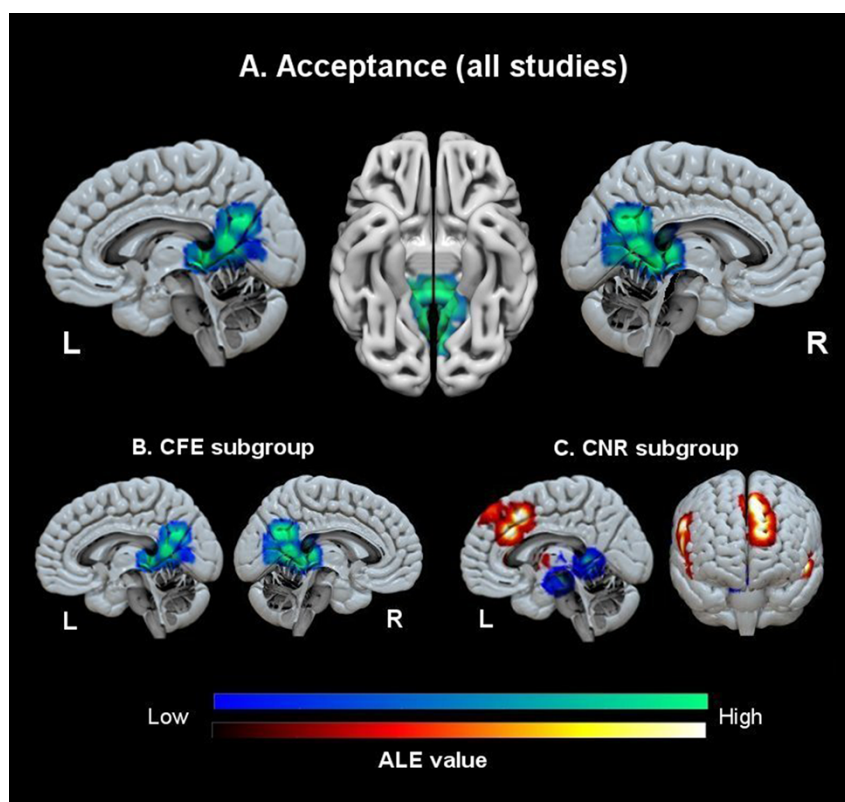 A. Acceptance (all studies)
L
R
B. CFE subgroup
C. CNR subgroup
L
R
L
Low
High
ALE value